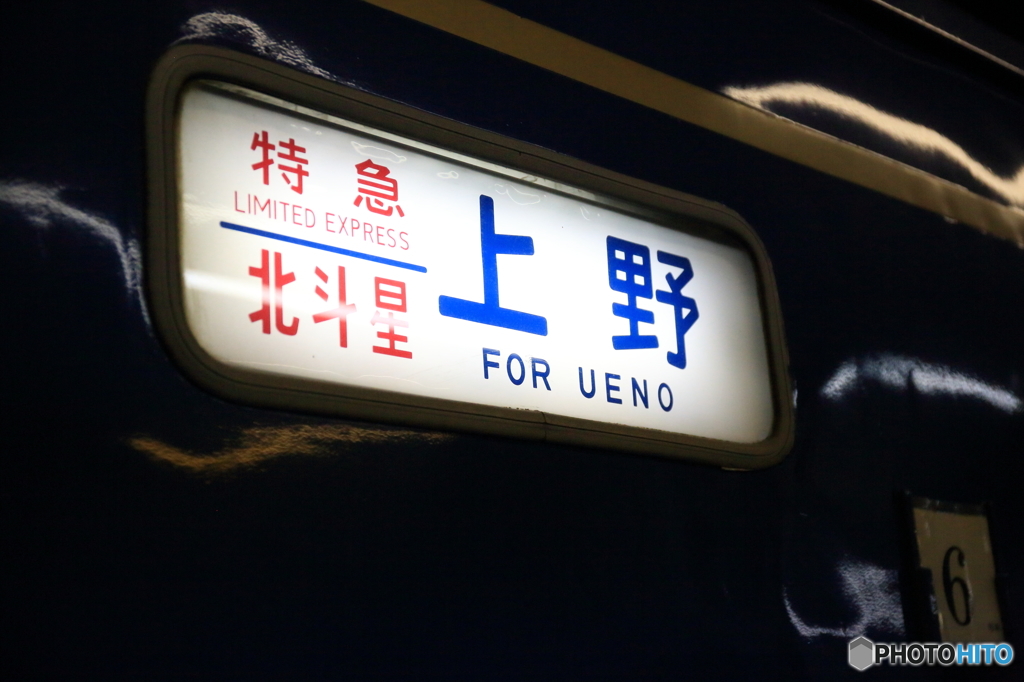 特急
LIMITED EXPRESS
北斗星
上野
FOR UENO
6
PHOTOHITO